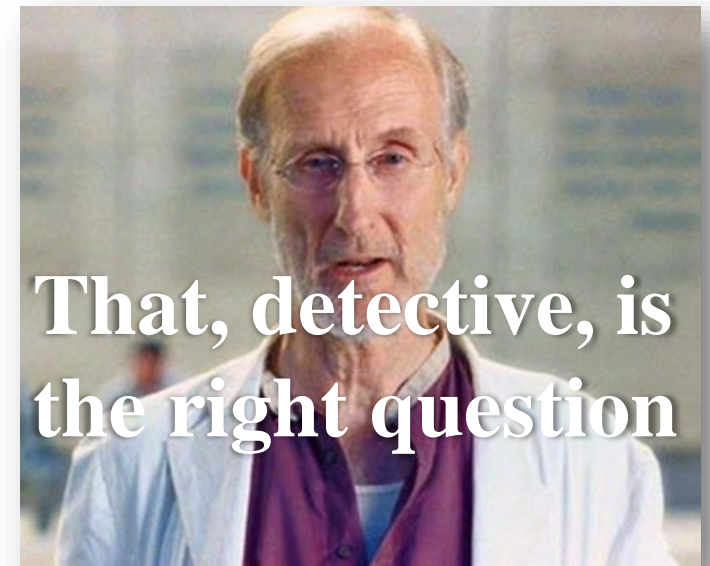 That, detective, is
the right question